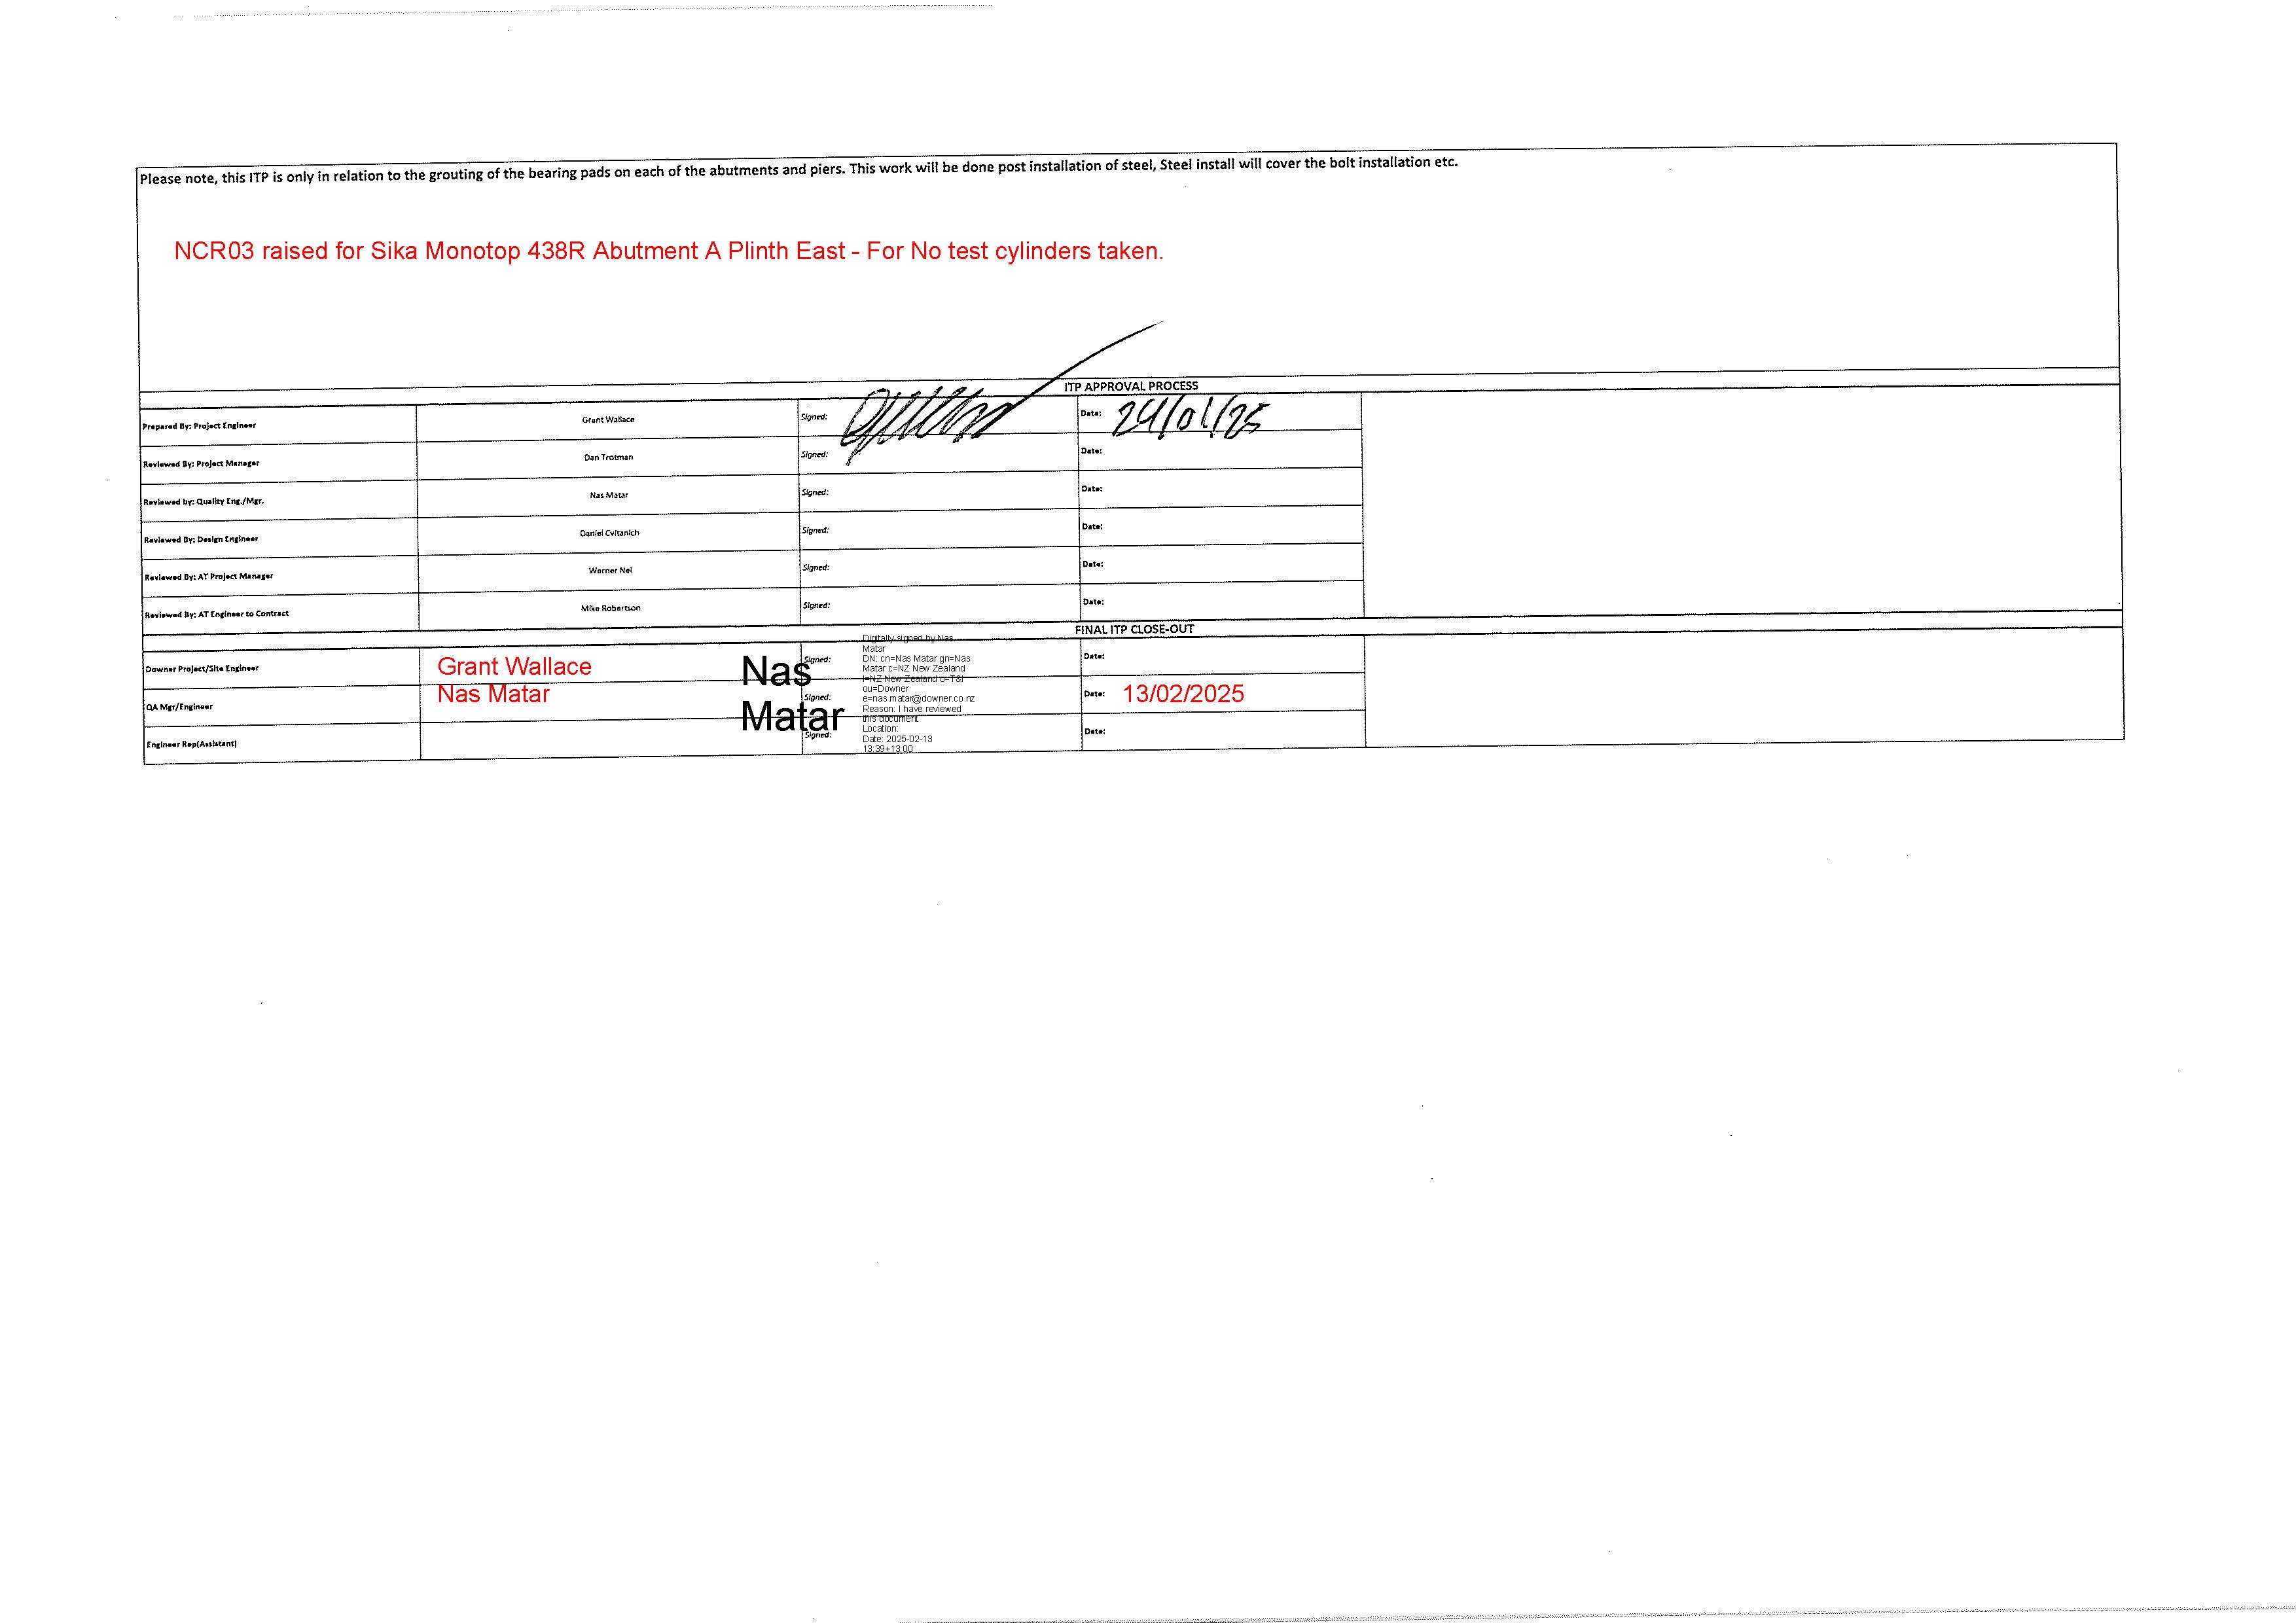 Please note, this ITP is only in relation to the grouting of the bearing pads on each of the abutments and piers. This work will be done post installation of steel, Steel install will cover the bolt installation etc.
NCR03 raised for Sika Monotop 438R Abutment A Plinth East - For No test cylinders taken.
ITP APPROVAL PROCESS
Prepared By: Project Engineer Grant Wallace Signed: Date: 24/01/25
Reviewed By: Project Manager Dan Trotman Signed: Date:
Reviewed by: Quality Eng./Mgr. Nas Matar Signed: Date:
Reviewed By: Design Engineer Daniel Cvitanich Signed: Date:
Reviewed By: AT Project Manager Werner Nel Signed: Date:
Reviewed By: AT Engineer to Contract Mike Robertson Signed: Date:
FINAL ITP CLOSE-OUT
Downer Project/Site Engineer Grant Wallace Signed: Date:
QA Mgr/Engineer Nas Matar Signed: Date: 13/02/2025
Engineer Rep(Assistant) Signed: Date:
Nas
Matar
Digitally signed by Nas
Matar
DN: cn=Nas Matar gn=Nas
Matar c=NZ New Zealand
l=NZ New Zealand o=T&I
ou=Downer
e=nas.matar@downer.co.nz
Reason: I have reviewed
this document
Location:
Date: 2025-02-13
13:39+13:00